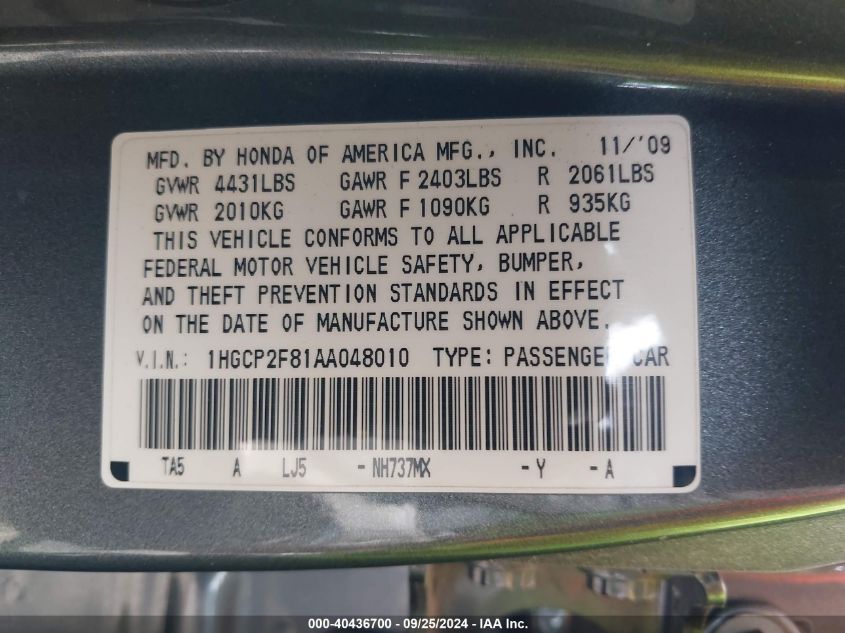 MFD. BY HONDA OF AMERICA MFG., INC. 11/'09
GVWR 4431LBS GAWR F 2403LBS R 2061LBS
GVWR 2010KG GAWR F 1090KG R 935KG
THIS VEHICLE CONFORMS TO ALL APPLICABLE
FEDERAL MOTOR VEHICLE SAFETY, BUMPER,
AND THEFT PREVENTION STANDARDS IN EFFECT
ON THE DATE OF MANUFACTURE SHOWN ABOVE.
V.I.N.: 1HGCP2F81AA048010 TYPE: PASSENGER CAR
TA5 A LJ5 -NH737MX -Y -A
000-40436700 - 09/25/2024 - IAAI.com